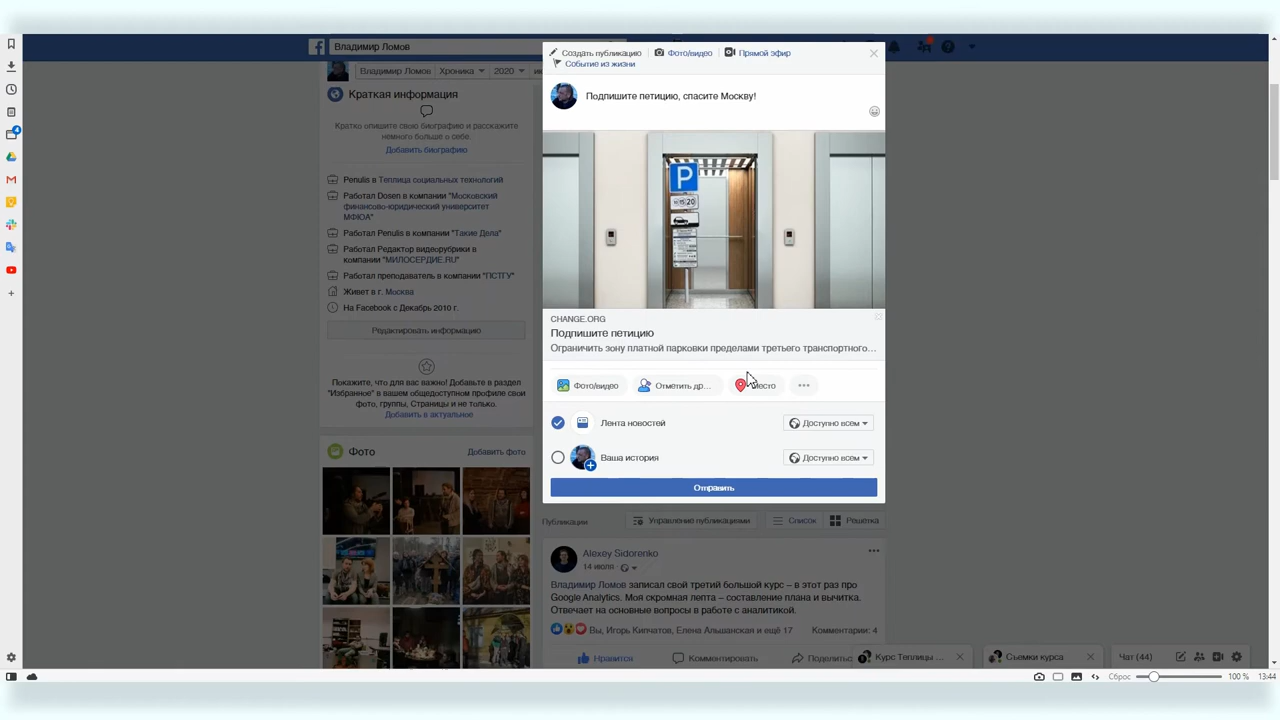 Владимир Ломов
Создать публикацию
Фото/видео
Прямой эфир
Событие из жизни
Владимир Ломов
Хроника
2020
Краткая информация
Кратко опишите свою биографию и расскажите
немного больше о себе.
Добавить биографию
Penulis в Теплица социальных технологий
Работал Dosen в компании "Московский
финансово-юридический университет
МФЮА"
Работал Penulis в компании "Такие Дела"
Работал Редактор видеорубрики в
компании "МИЛОСЕРДИЕ.RU"
Работал преподаватель в компании "ПСТГУ"
Живет в г. Москва
На Facebook с Декабрь 2010 г.
Редактировать информацию
Покажите, что для вас важно! Добавьте в раздел
"Избранное" в вашем общедоступном профиле свои
фото, группы, Страницы и не только.
Добавить в актуальное
Фото
Добавить фото
Подпишите петицию, спасите Москву!
P
15 20
CHANGE.ORG
Подпишите петицию
Ограничить зону платной парковки пределами третьего транспортного...
Фото/видео
Отметить др...
Место
Лента новостей
Доступно всем
Ваша история
Доступно всем
Отправить
Публикации
Управление публикациями
Список
Решетка
Alexey Sidorenko
14 июля
Владимир Ломов записал свой третий большой курс – в этот раз про
Google Analytics. Моя скромная лепта – составление плана и вычитка.
Отвечает на основные вопросы в работе с аналитикой.
Вы, Игорь Кипчатов, Елена Альшанская и ещё 17
Комментарии: 4
Нравится
Комментировать
Поделиться
Курс Теплицы ...
Съемки курса
Чат (44)
4
Сброс
100 %
13:44